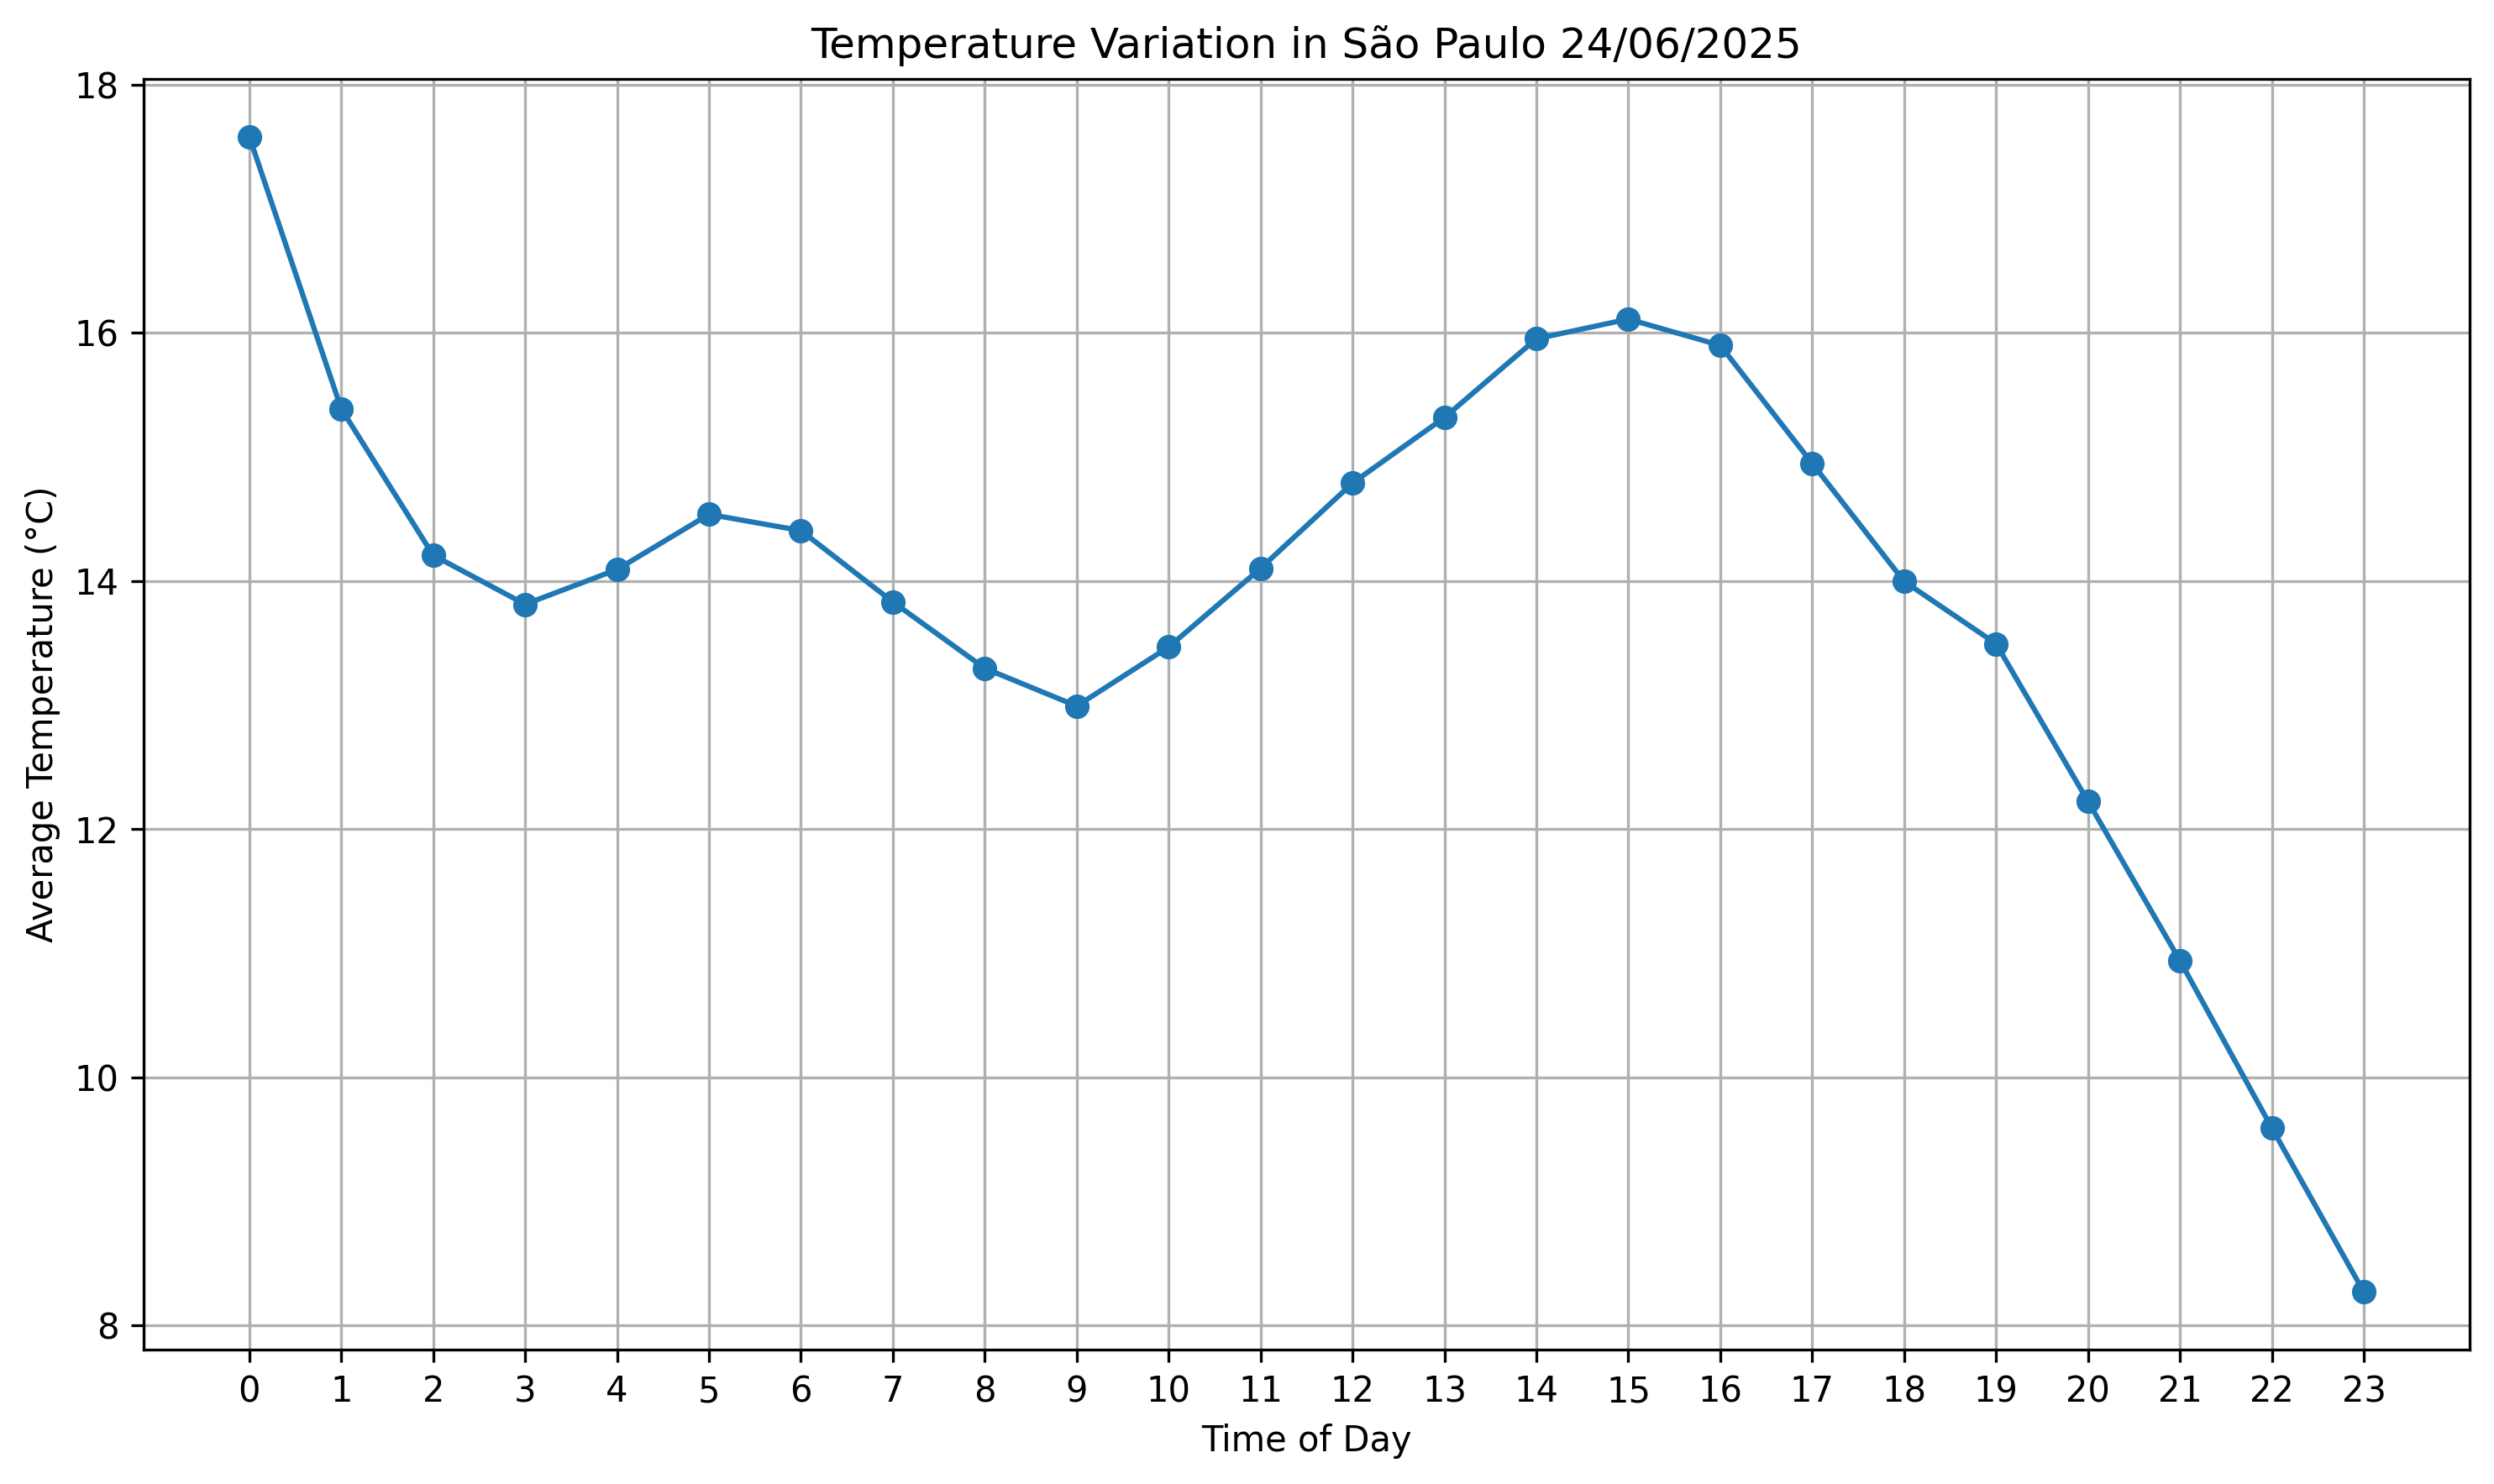 Temperature Variation in São Paulo 24/06/2025
18
16
14
12
10
8
Average Temperature (°C)
0 1 2 3 4 5 6 7 8 9 10 11 12 13 14 15 16 17 18 19 20 21 22 23
Time of Day